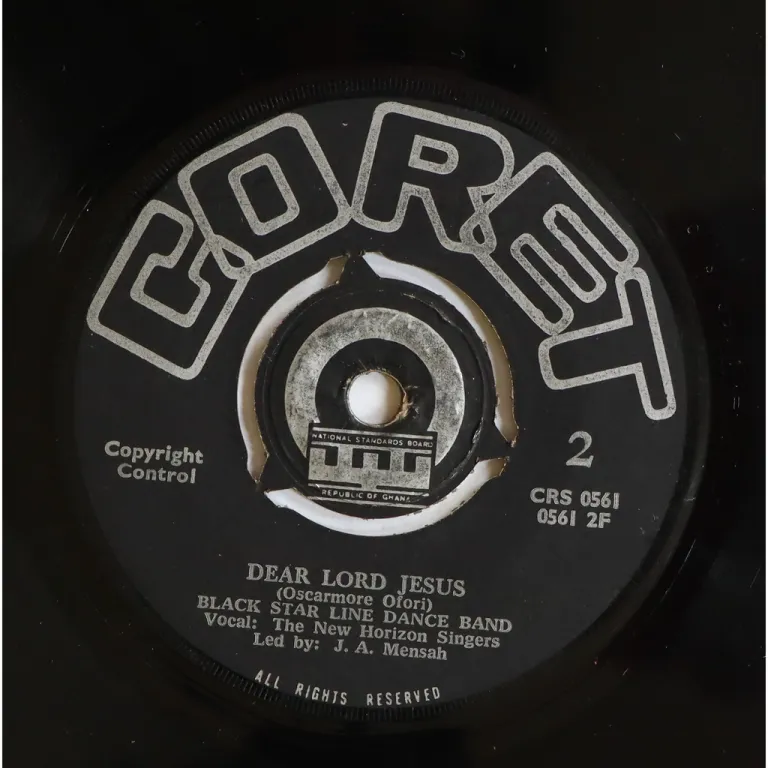 CORET
NATIONAL STANDARDS BOARD
REPUBLIC OF GHANA
Copyright
Control
2
CRS 0561
0561 2F
DEAR LORD JESUS
(Oscarmore Ofori)
BLACK STAR LINE DANCE BAND
Vocal: The New Horizon Singers
Led by: J. A. Mensah
ALL RIGHTS RESERVED